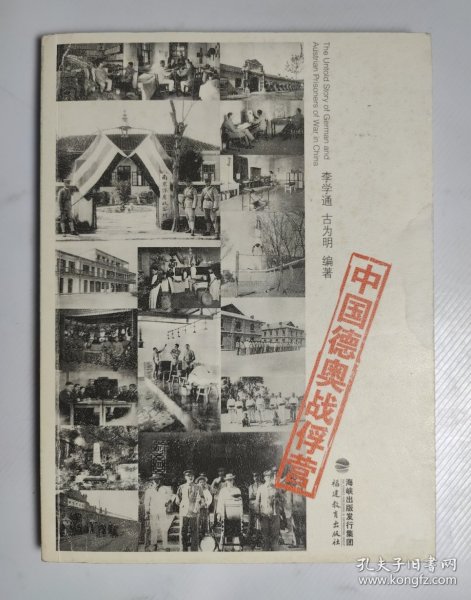 The Untold Story of German and
Austrian Prisoners of War in China
李学通 古为明 编著
中国德奥战俘营
海峡出版发行集团
福建教育出版社
孔夫子旧书网
www.kongfz.com